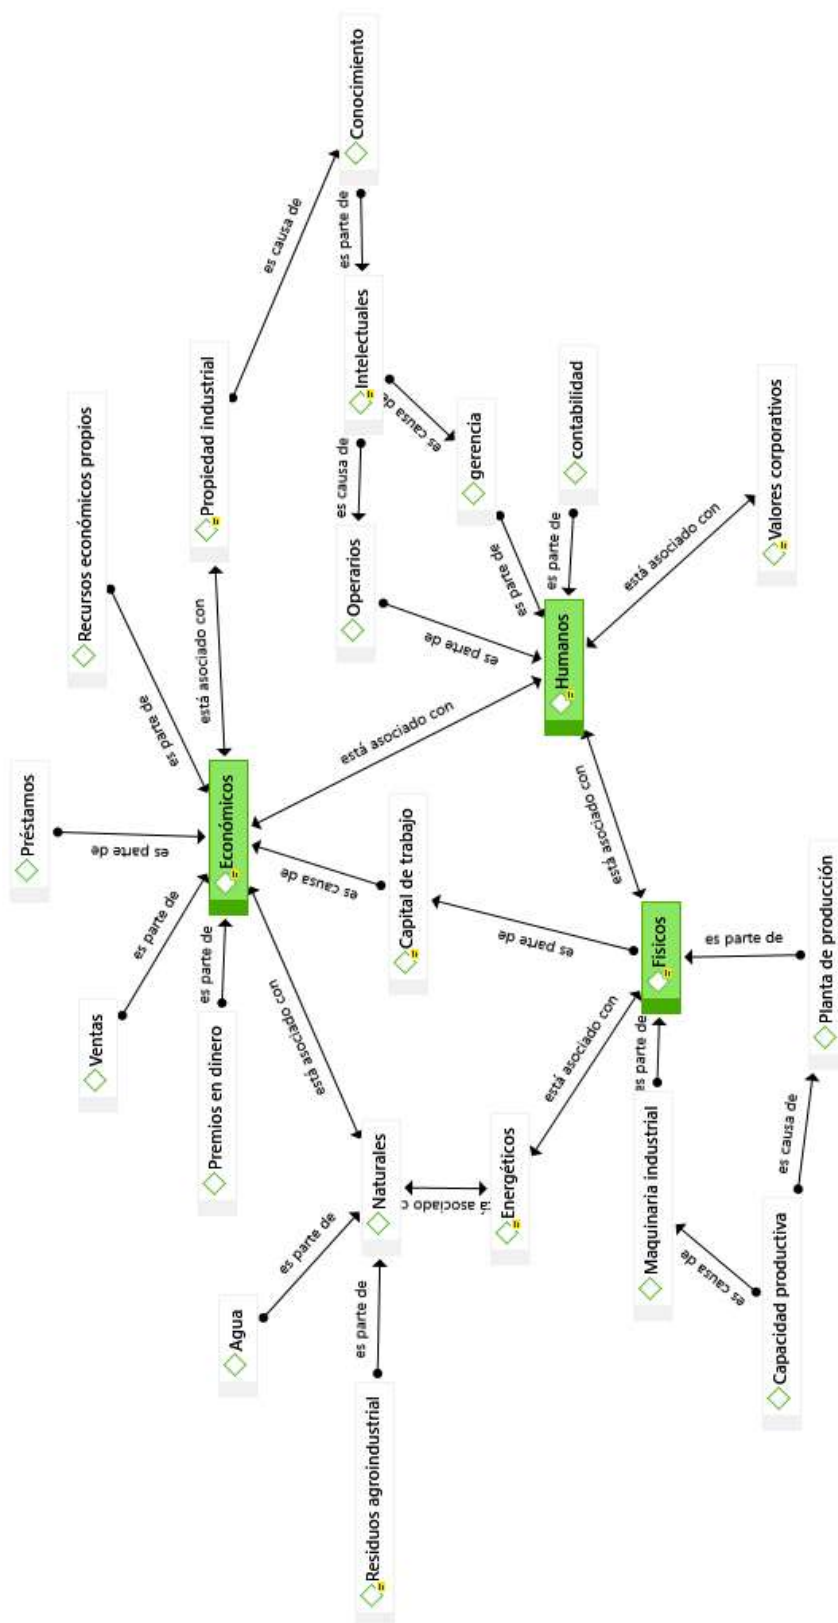 Conocimiento
es causa de
es parte de
Propiedad industrial
Intelectuales
Recursos económicos propios
es causa de
es causa de
gerencia
contabilidad
Valores corporativos
está asociado con
es parte de
Operarios
es parte de
es parte de
está asociado con
es parte de
Humanos
Préstamos
es parte de
Económicos
está asociado con
es causa de
Capital de trabajo
está asociado con
Ventas
es parte de
es parte de
Premios en dinero
está asociado con
es parte de
Físicos
es parte de
Planta de producción
Naturales
Energéticos
está asociado con
es parte de
Maquinaria industrial
es causa de
Agua
es parte de
es causa de
Capacidad productiva
es parte de
Residuos agroindustrial